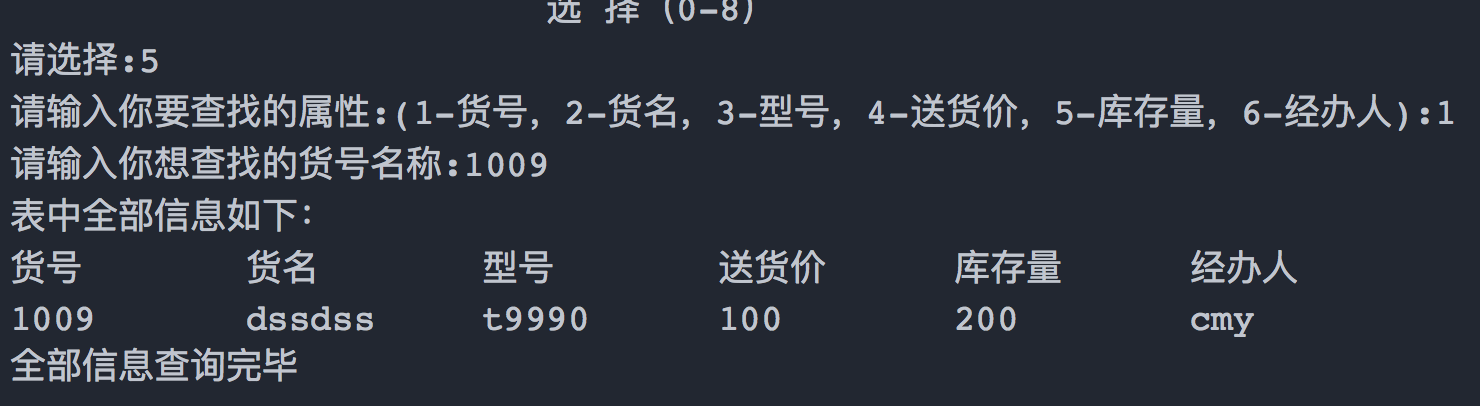 选 择 (0-8)
请选择:5
请输入你要查找的属性:(1-货号, 2-货名, 3-型号, 4-送货价, 5-库存量, 6-经办人):1
请输入你想查找的货号名称:1009
表中全部信息如下:
货号 货名 型号 送货价 库存量 经办人
1009 dssdss t9990 100 200 cmy
全部信息查询完毕